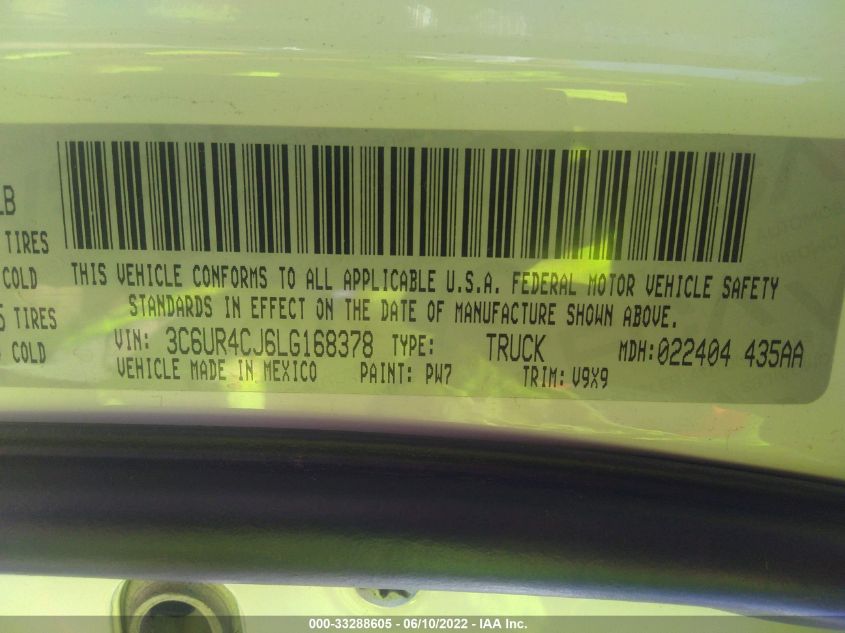 LB
TIRES
COLD
5 TIRES
COLD
THIS VEHICLE CONFORMS TO ALL APPLICABLE U.S.A. FEDERAL MOTOR VEHICLE SAFETY
STANDARDS IN EFFECT ON THE DATE OF MANUFACTURE SHOWN ABOVE.
VIN: 3C6UR4CJ6LG168378 TYPE: TRUCK MDH:022404 435AA
VEHICLE MADE IN MEXICO PAINT: PW7 TRIM: V9X9
000-33288605 - 06/10/2022 - IAA Inc.